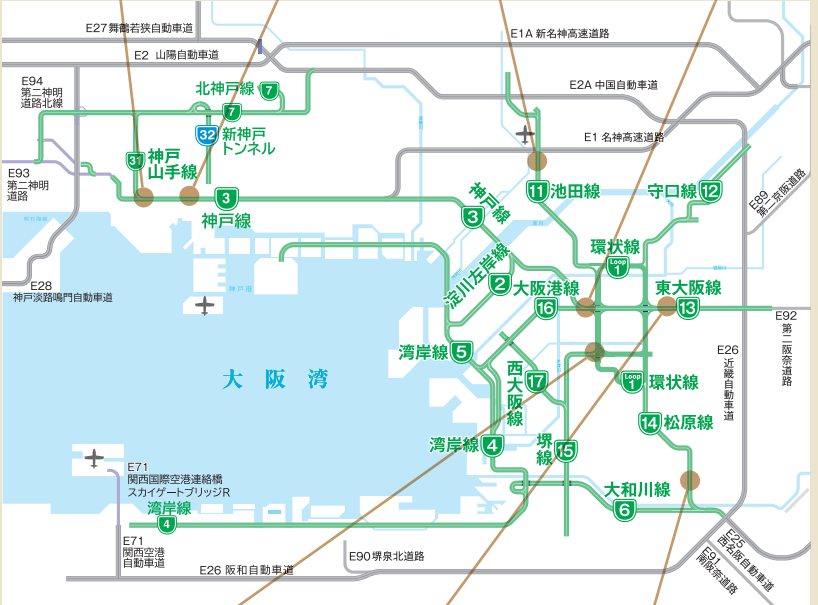 E27 舞鶴若狭自動車道
E1A 新名神高速道路
E2 山陽自動車道
E94
第二神明
道路北線
北神戸線
7
E2A 中国自動車道
7
32
新神戸
トンネル
E1 名神高速道路
31
神戸
山手線
E93
第二神明
道路
3
神戸線
神戸線
3
11
池田線
守口線
12
E89
第一京阪道路
環状線
Loop
1
淀川左岸線
2
大阪港線
16
東大阪線
13
E28
神戸淡路鳴門自動車道
神戸港
E92
第二阪奈道路
湾岸線
5
E26
近畿自動車道
大阪湾
西大阪線
17
Loop
1
環状線
14
松原線
湾岸線
4
堺線
15
E71
関西国際空港連絡橋
スカイゲートブリッジR
湾岸線
4
大和川線
6
E71
関西空港
自動車道
E90 堺泉北道路
E26 阪和自動車道
E25
西名阪自動車道
E91
南阪奈道路